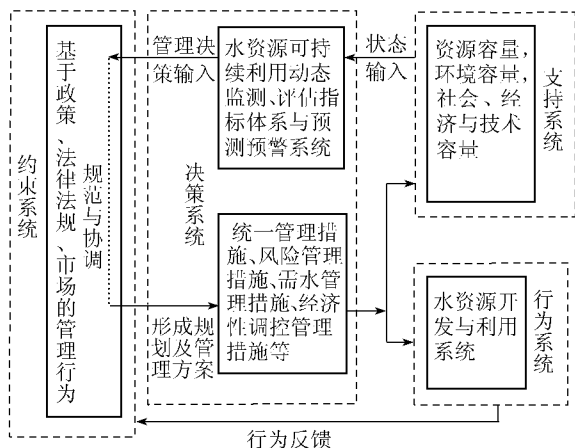 约束系统
基于政策、法律法规、市场的管理行为
规范与协调
管理决
策输入
决策系统
水资源可持
续利用动态
监测、评估指
标体系与预
测预警系统
状态
输入
资源容量,
环境容量,
社会、经
济与技术
容量
支持系统
形成规
划及管
理方案
统一管理措
施、风险管理
措施、需水管
理措施、经济
性调控管理
措施等
水资源开
发与利用
系统
行为系统
行为反馈